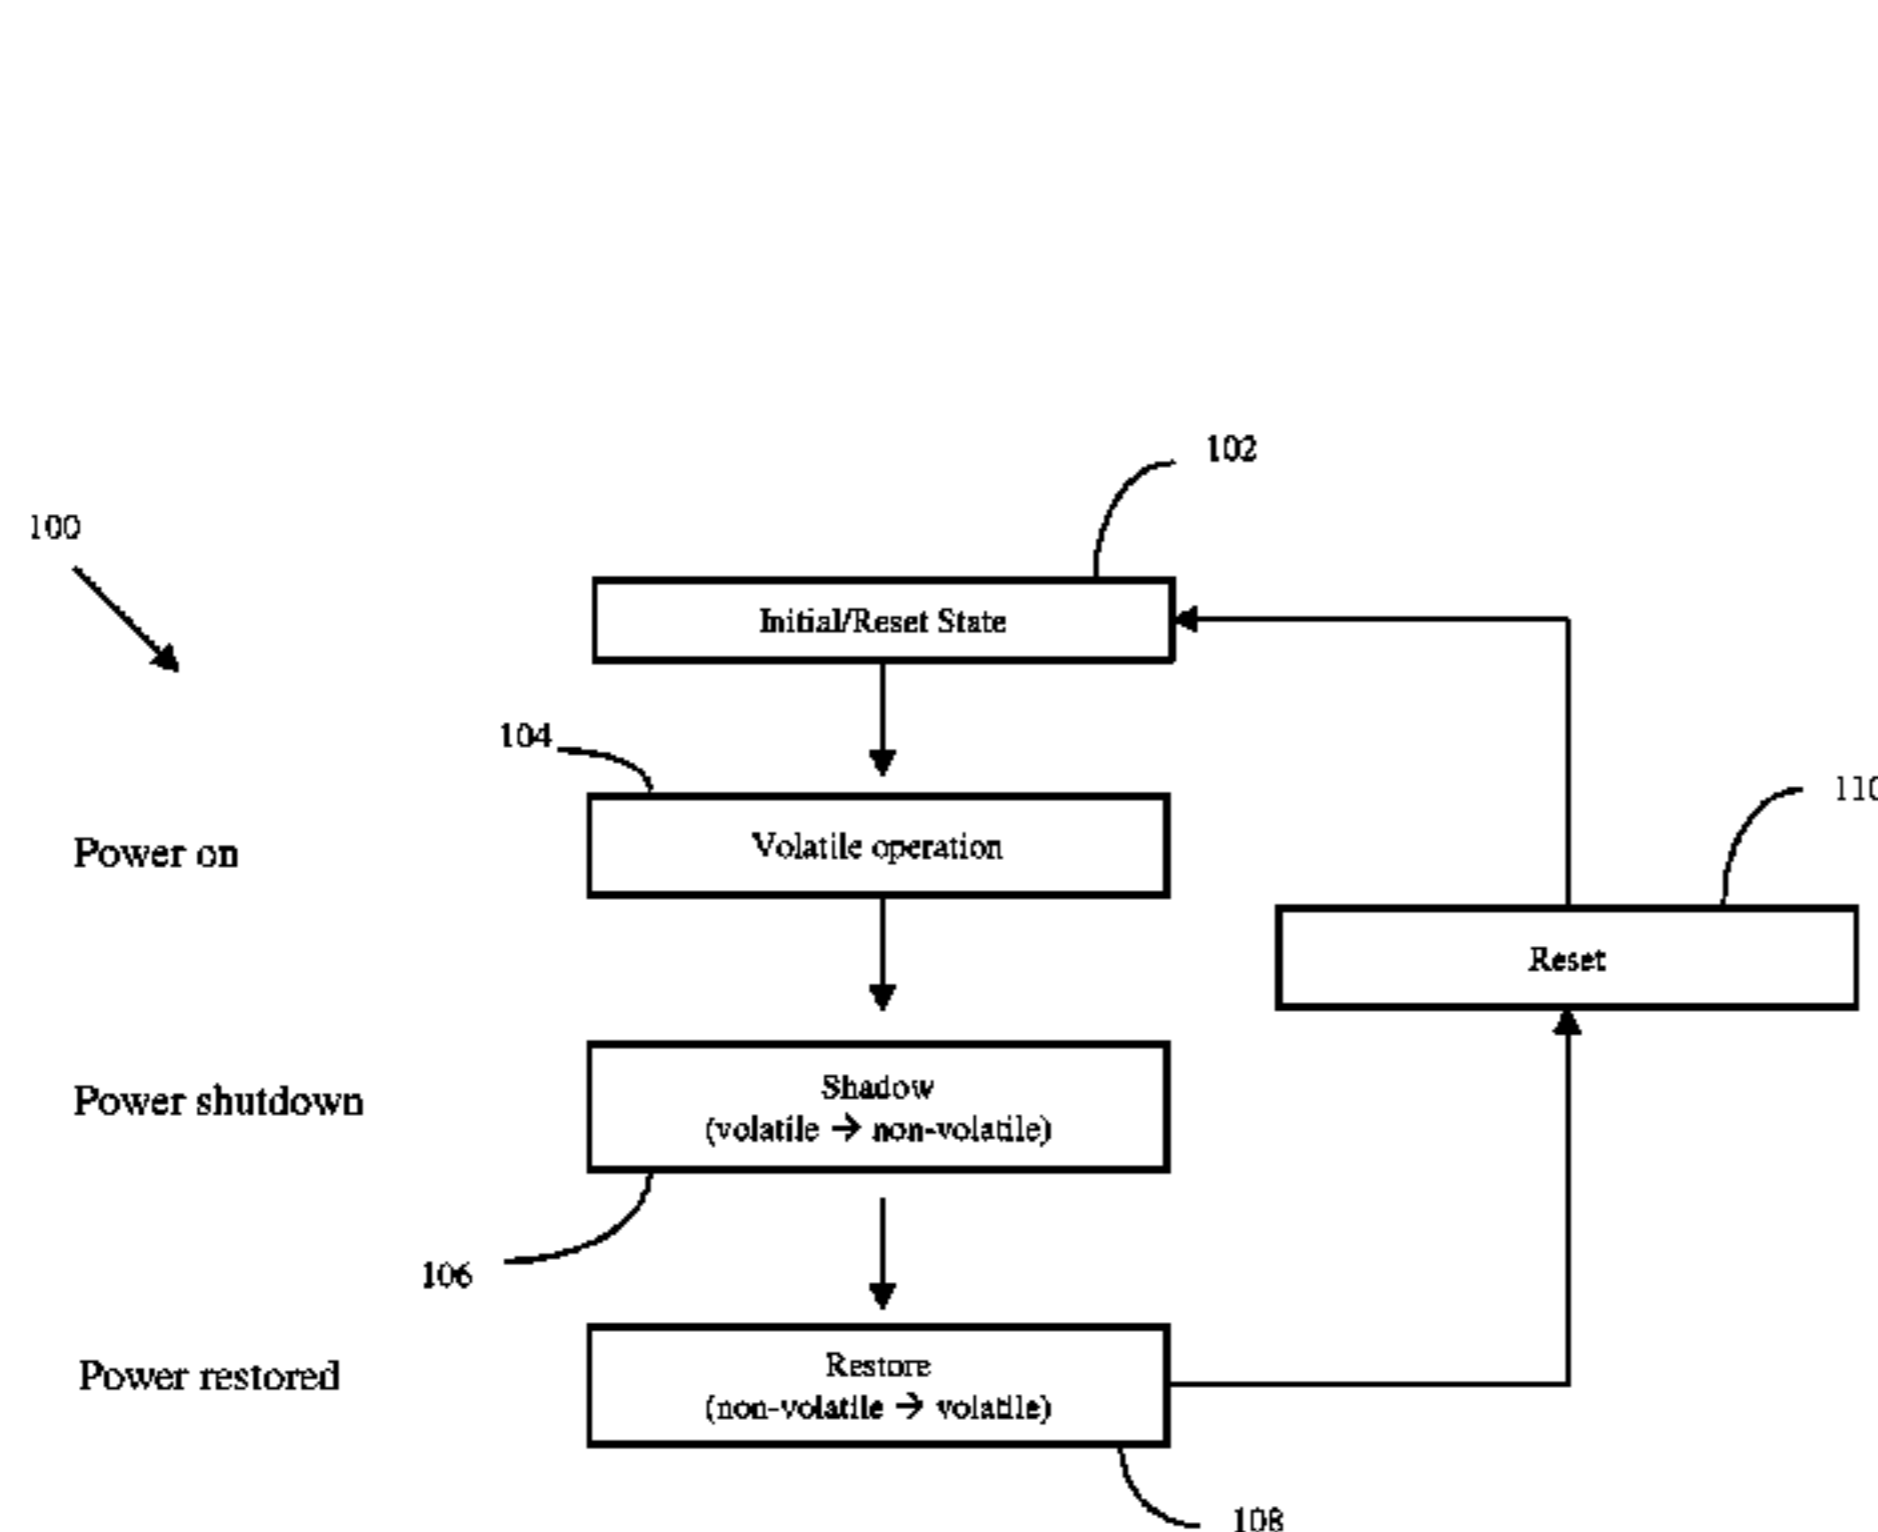 102
100
Initial/Reset State
104
110
Power on
Volatile operation
Reset
Power shutdown
Shadow
(volatile → non-volatile)
106
Power restored
Restore
(non-volatile → volatile)
108